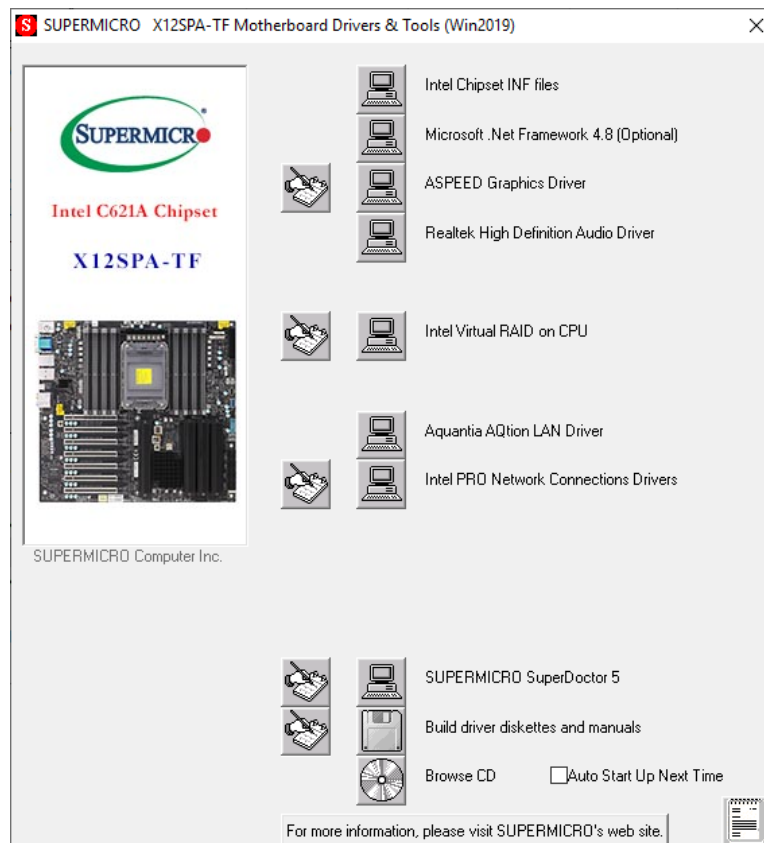 S SUPERMICRO X12SPA-TF Motherboard Drivers & Tools (Win2019)
SUPERMICR
Intel C621A Chipset
X12SPA-TF
SUPERMICRO Computer Inc.
Intel Chipset INF files
Microsoft .Net Framework 4.8 (Optional)
ASPEED Graphics Driver
Realtek High Definition Audio Driver
Intel Virtual RAID on CPU
Aquantia AQtion LAN Driver
Intel PRO Network Connections Drivers
SUPERMICRO SuperDoctor 5
Build driver diskettes and manuals
Browse CD
Auto Start Up Next Time
For more information, please visit SUPERMICRO's web site.